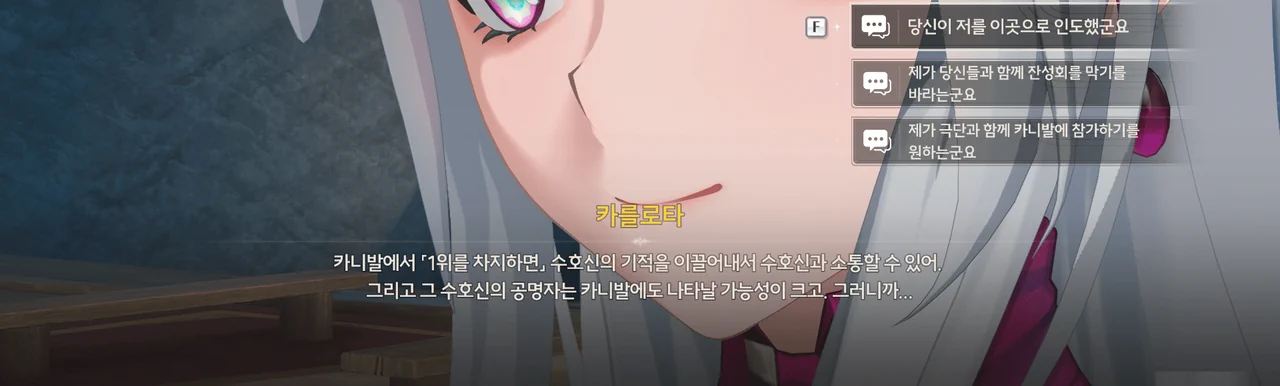 F
당신이 저를 이곳으로 인도했군요
제가 당신들과 함께 잔성회를 막기를
바라는군요
제가 극단과 함께 카니발에 참가하기를
원하는군요
카를로타
카니발에서 「1위를 차지하면」 수호신의 기적을 이끌어내서 수호신과 소통할 수 있어.
그리고 그 수호신의 공명자는 카니발에도 나타날 가능성이 크고. 그러니까...